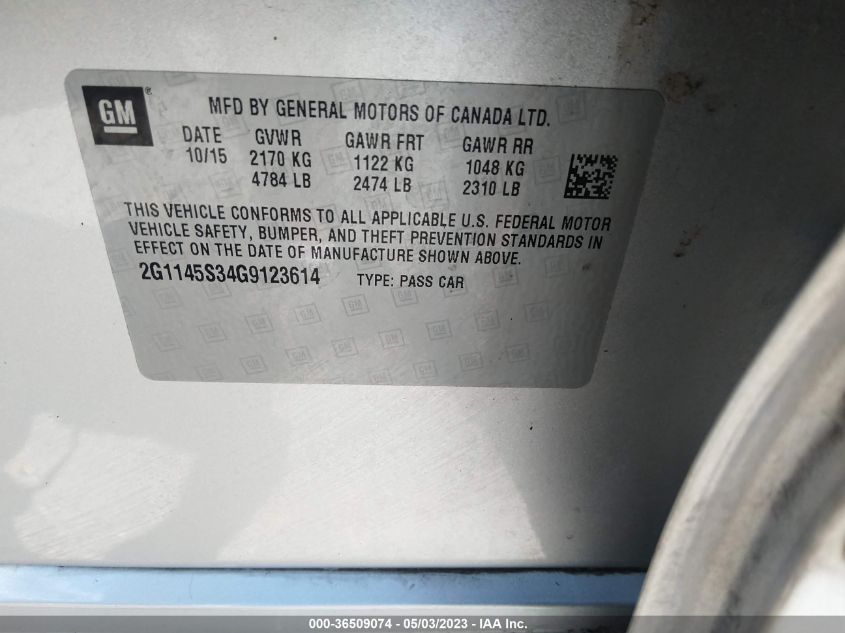 GM ®
MFD BY GENERAL MOTORS OF CANADA LTD.
DATE GVWR GAWR FRT GAWR RR
10/15 2170 KG 1122 KG 1048 KG
4784 LB 2474 LB 2310 LB
THIS VEHICLE CONFORMS TO ALL APPLICABLE U.S. FEDERAL MOTOR
VEHICLE SAFETY, BUMPER, AND THEFT PREVENTION STANDARDS IN
EFFECT ON THE DATE OF MANUFACTURE SHOWN ABOVE.
2G1145S34G9123614 TYPE: PASS CAR
000-36509074 - 05/03/2023 - IAA Inc.